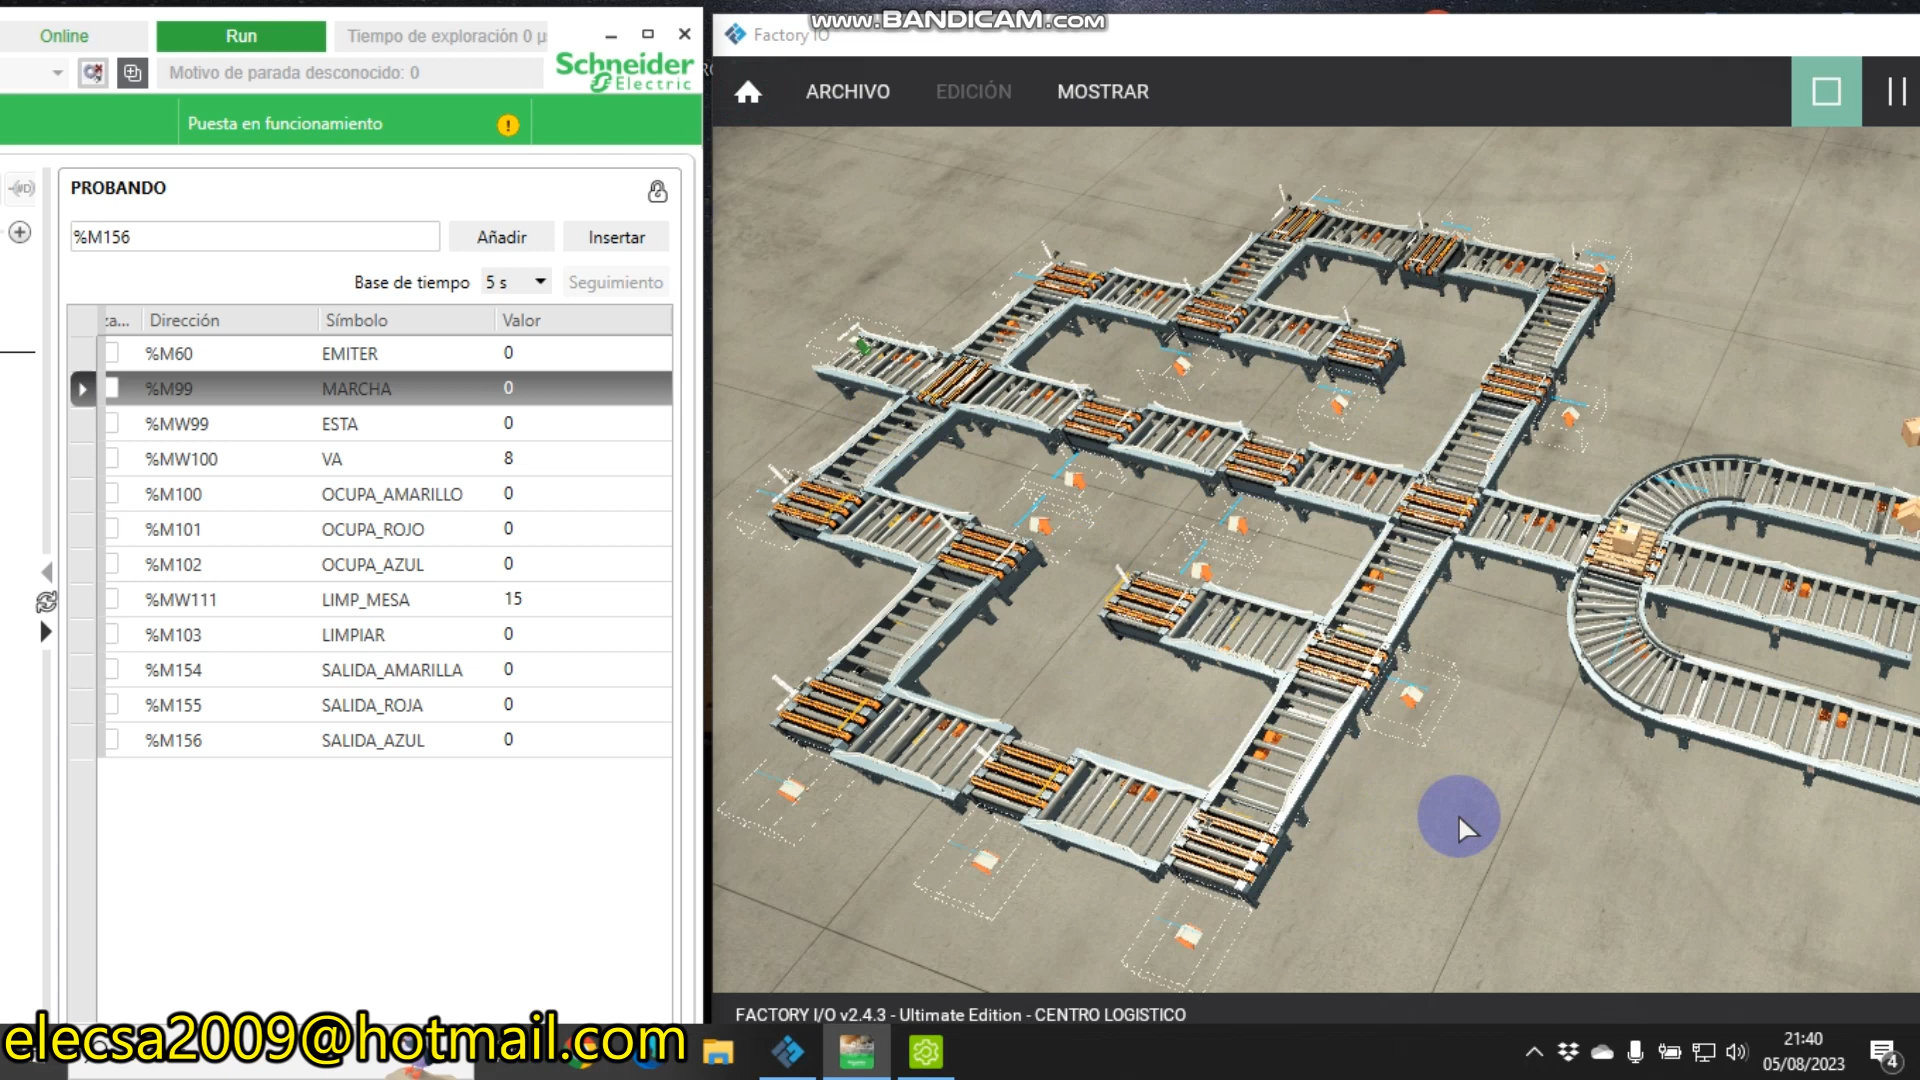 www.BANDICAM.com
Online
Run
Tiempo de exploración 0 µs
Motivo de parada desconocido: 0
Schneider
Electric
Puesta en funcionamiento
PROBANDO
%M156
Añadir
Insertar
Base de tiempo
5 s
Seguimiento
za...
Dirección
Símbolo
Valor
%M60 EMITER 0
%M99 MARCHA 0
%MW99 ESTA 0
%MW100 VA 8
%M100 OCUPA_AMARILLO 0
%M101 OCUPA_ROJO 0
%M102 OCUPA_AZUL 0
%MW111 LIMP_MESA 15
%M103 LIMPIAR 0
%M154 SALIDA_AMARILLA 0
%M155 SALIDA_ROJA 0
%M156 SALIDA_AZUL 0
Factory IO
ARCHIVO
EDICIÓN
MOSTRAR
FACTORY I/O v2.4.3 - Ultimate Edition - CENTRO LOGISTICO
elecsa2009@hotmail.com
21:40
05/08/2023
4